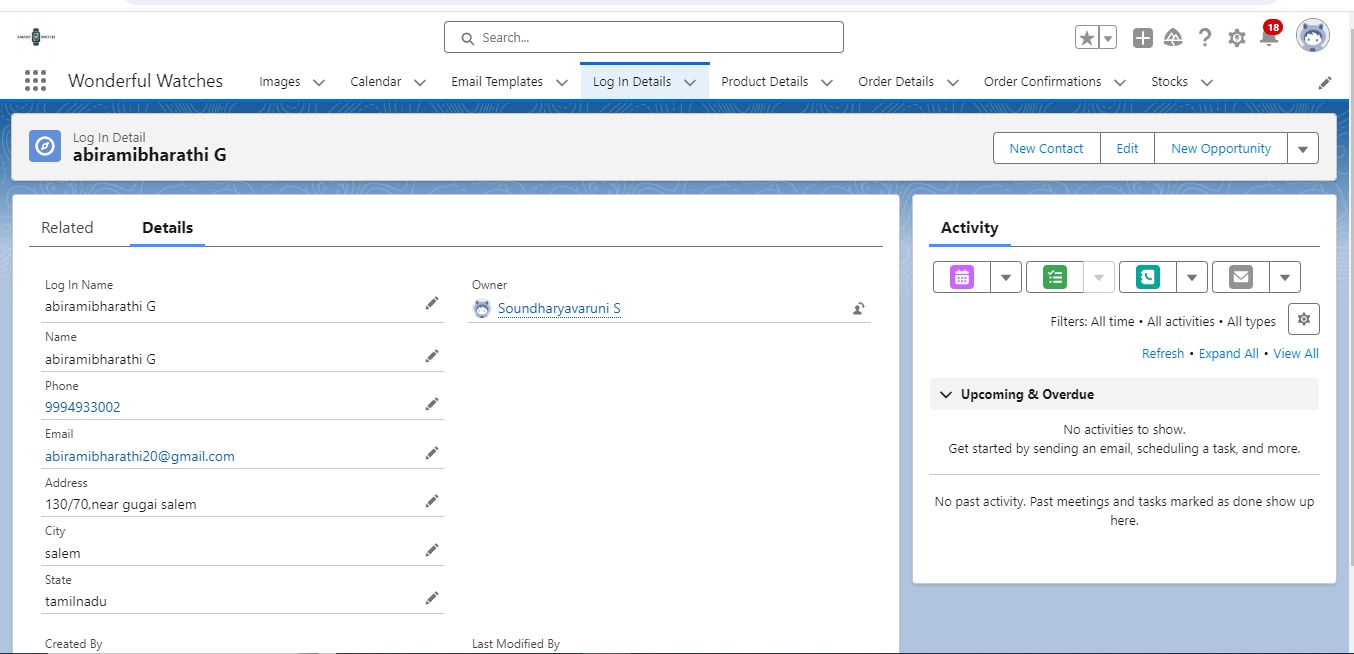 SMART WATCH
Search...
18
Wonderful Watches
Images
Calendar
Email Templates
Log In Details
Product Details
Order Details
Order Confirmations
Stocks
Log In Detail
abiramibharathi G
New Contact
Edit
New Opportunity
Related
Details
Log In Name
abiramibharathi G
Name
abiramibharathi G
Phone
9994933002
Email
abiramibharathi20@gmail.com
Address
130/70,near gugai salem
City
salem
State
tamilnadu
Created By
Owner
Soundharyavaruni S
Last Modified By
Activity
Filters: All time • All activities • All types
Refresh • Expand All • View All
Upcoming & Overdue
No activities to show.
Get started by sending an email, scheduling a task, and more.
No past activity. Past meetings and tasks marked as done show up
here.